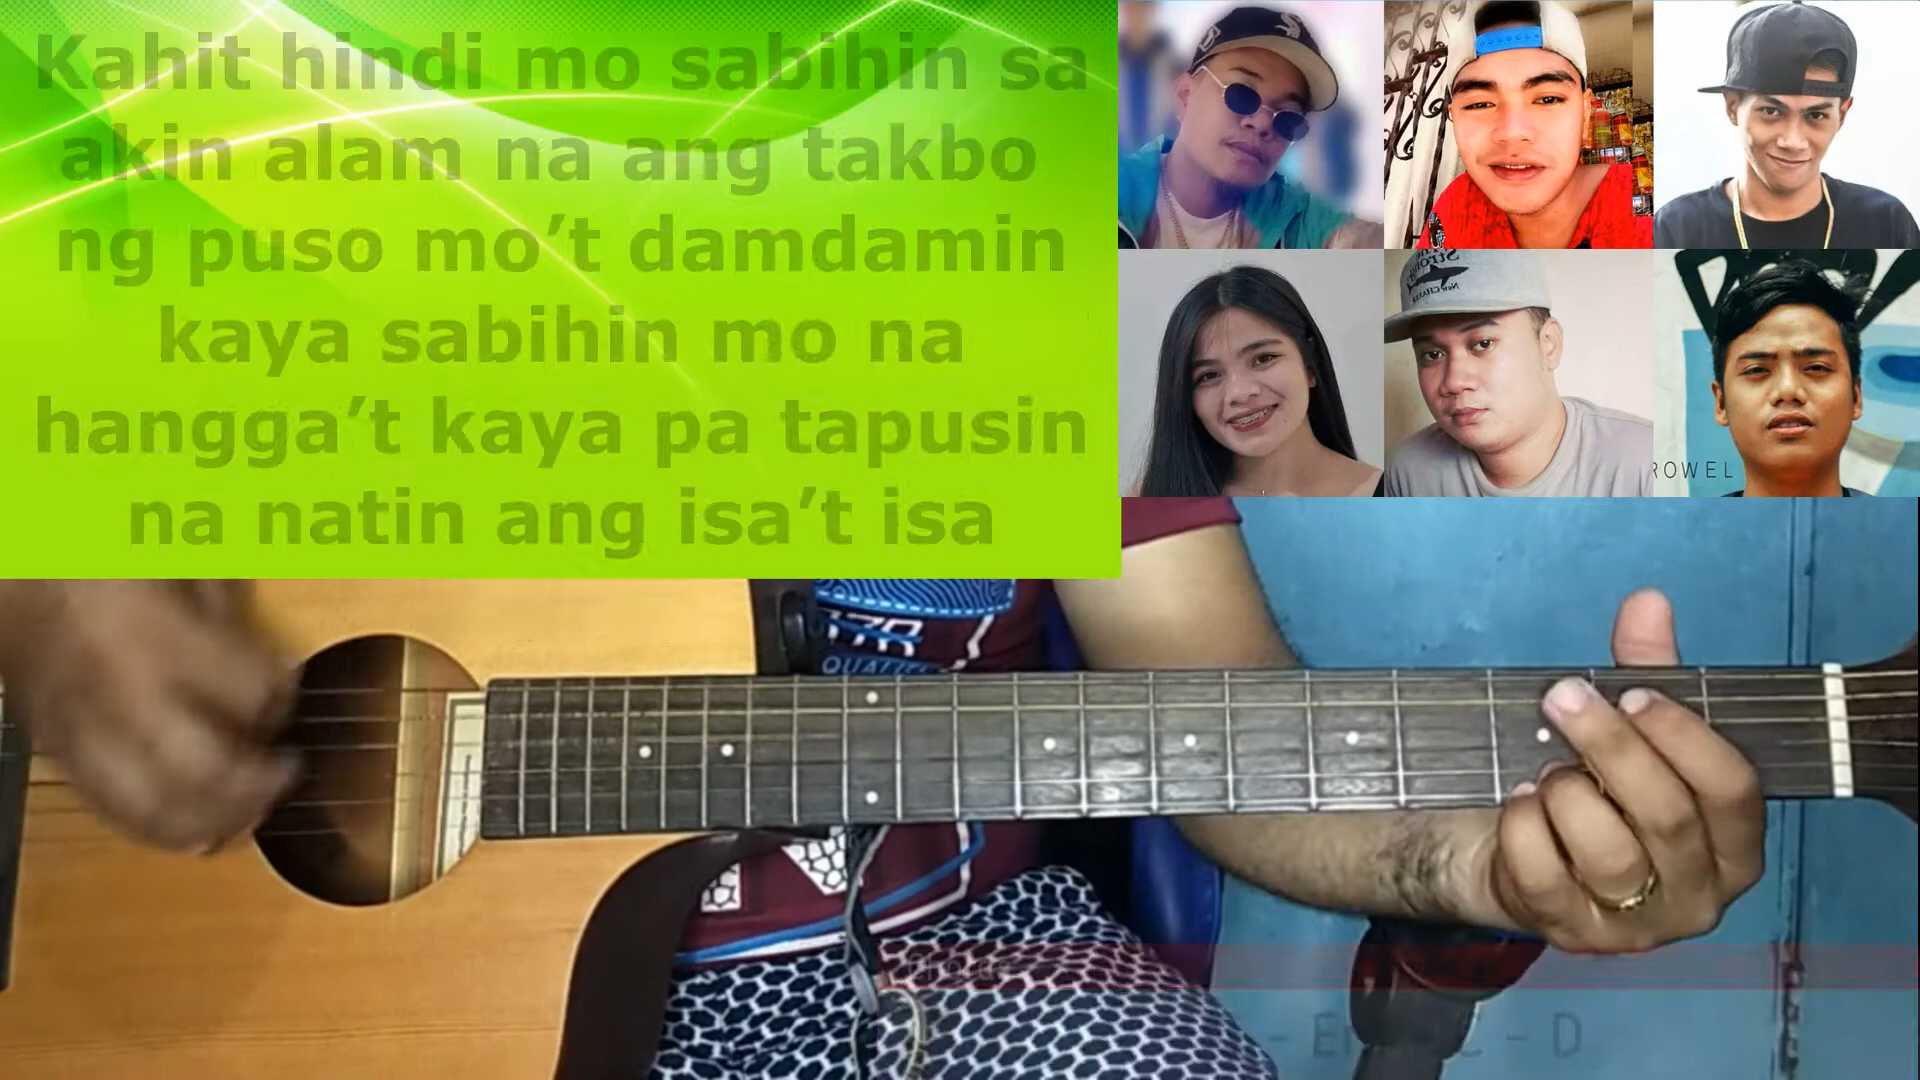 Kahit hindi mo sabihin sa
akin alam na ang takbo
ng puso mo’t damdamin
kaya sabihin mo na
hangga’t kaya pa tapusin
na natin ang isa’t isa
ROWEL
- Em - C - D